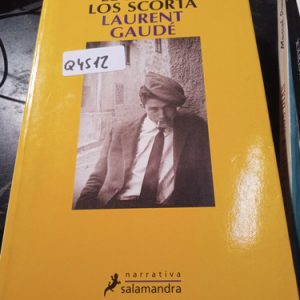 LOS SCORTA
LAURENT
GAUDÉ
Q4512
narrativa
salamandra